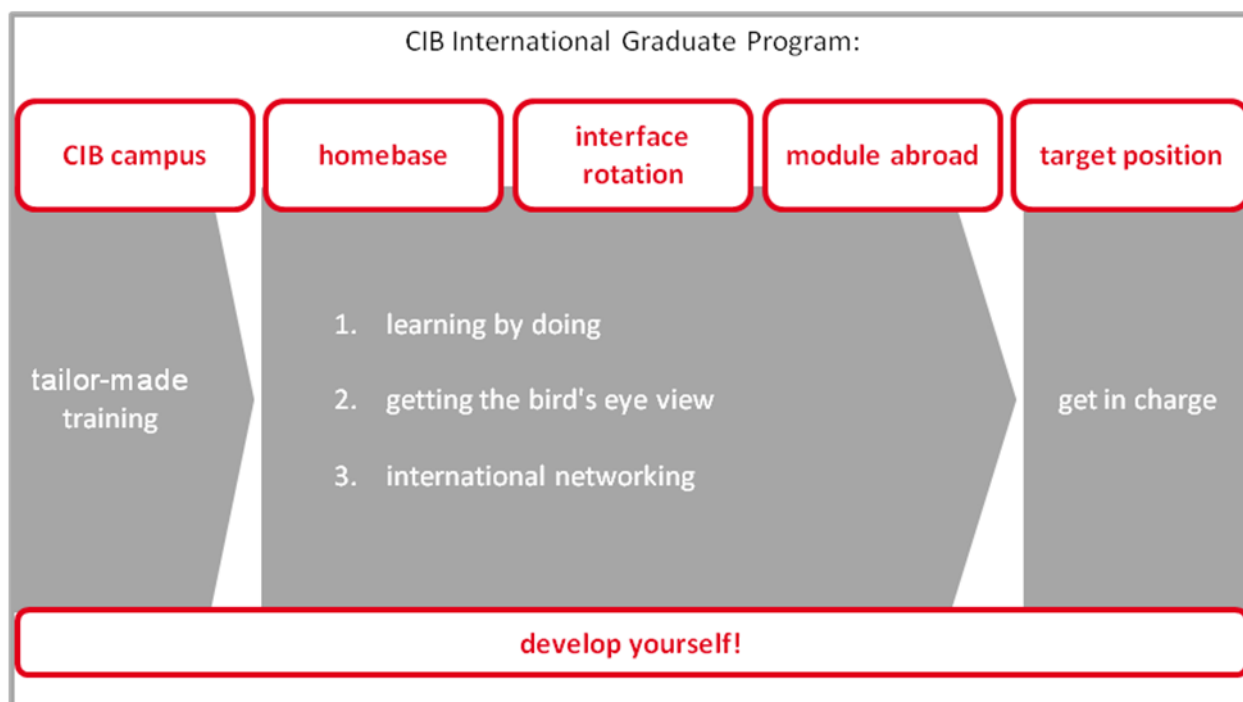 CIB International Graduate Program:
CIB campus
homebase
interface
rotation
module abroad
target position
tailor-made
training
1. learning by doing
2. getting the bird's eye view
3. international networking
get in charge
develop yourself!